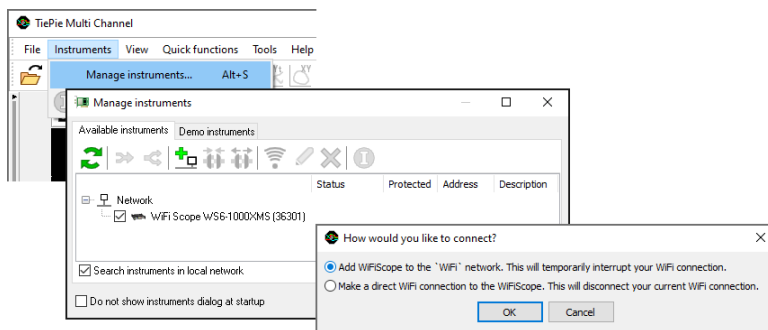 TiePie Multi Channel
File Instruments View Quick functions Tools Help
Manage instruments... Alt+S
Manage instruments
Available instruments Demo instruments
Status Protected Address Description
Network
WiFi Scope WS6-1000XMS (36301)
Search instruments in local network
Do not show instruments dialog at startup
How would you like to connect?
Add WiFiScope to the `WiFi` network. This will temporarily interrupt your WiFi connection.
Make a direct WiFi connection to the WiFiScope. This will disconnect your current WiFi connection.
OK Cancel